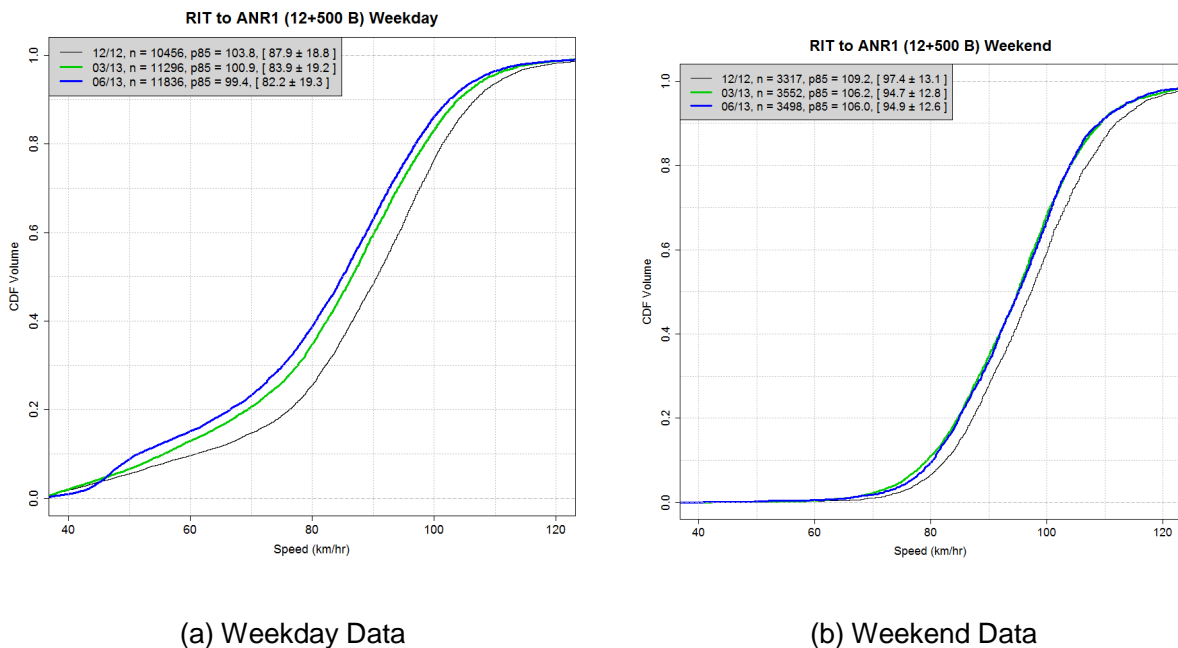 RIT to ANR1 (12+500 B) Weekday
12/12, n = 10456, p85 = 103.8, [ 87.9 ± 18.8 ]
03/13, n = 11296, p85 = 100.9, [ 83.9 ± 19.2 ]
06/13, n = 11836, p85 = 99.4, [ 82.2 ± 19.3 ]
CDF Volume
0.0
0.2
0.4
0.6
0.8
1.0
40 60 80 100 120
Speed (km/hr)
(a) Weekday Data
RIT to ANR1 (12+500 B) Weekend
12/12, n = 3317, p85 = 109.2, [ 97.4 ± 13.1 ]
03/13, n = 3552, p85 = 106.2, [ 94.7 ± 12.8 ]
06/13, n = 3498, p85 = 106.0, [ 94.9 ± 12.6 ]
CDF Volume
0.0
0.2
0.4
0.6
0.8
1.0
40 60 80 100 120
Speed (km/hr)
(b) Weekend Data